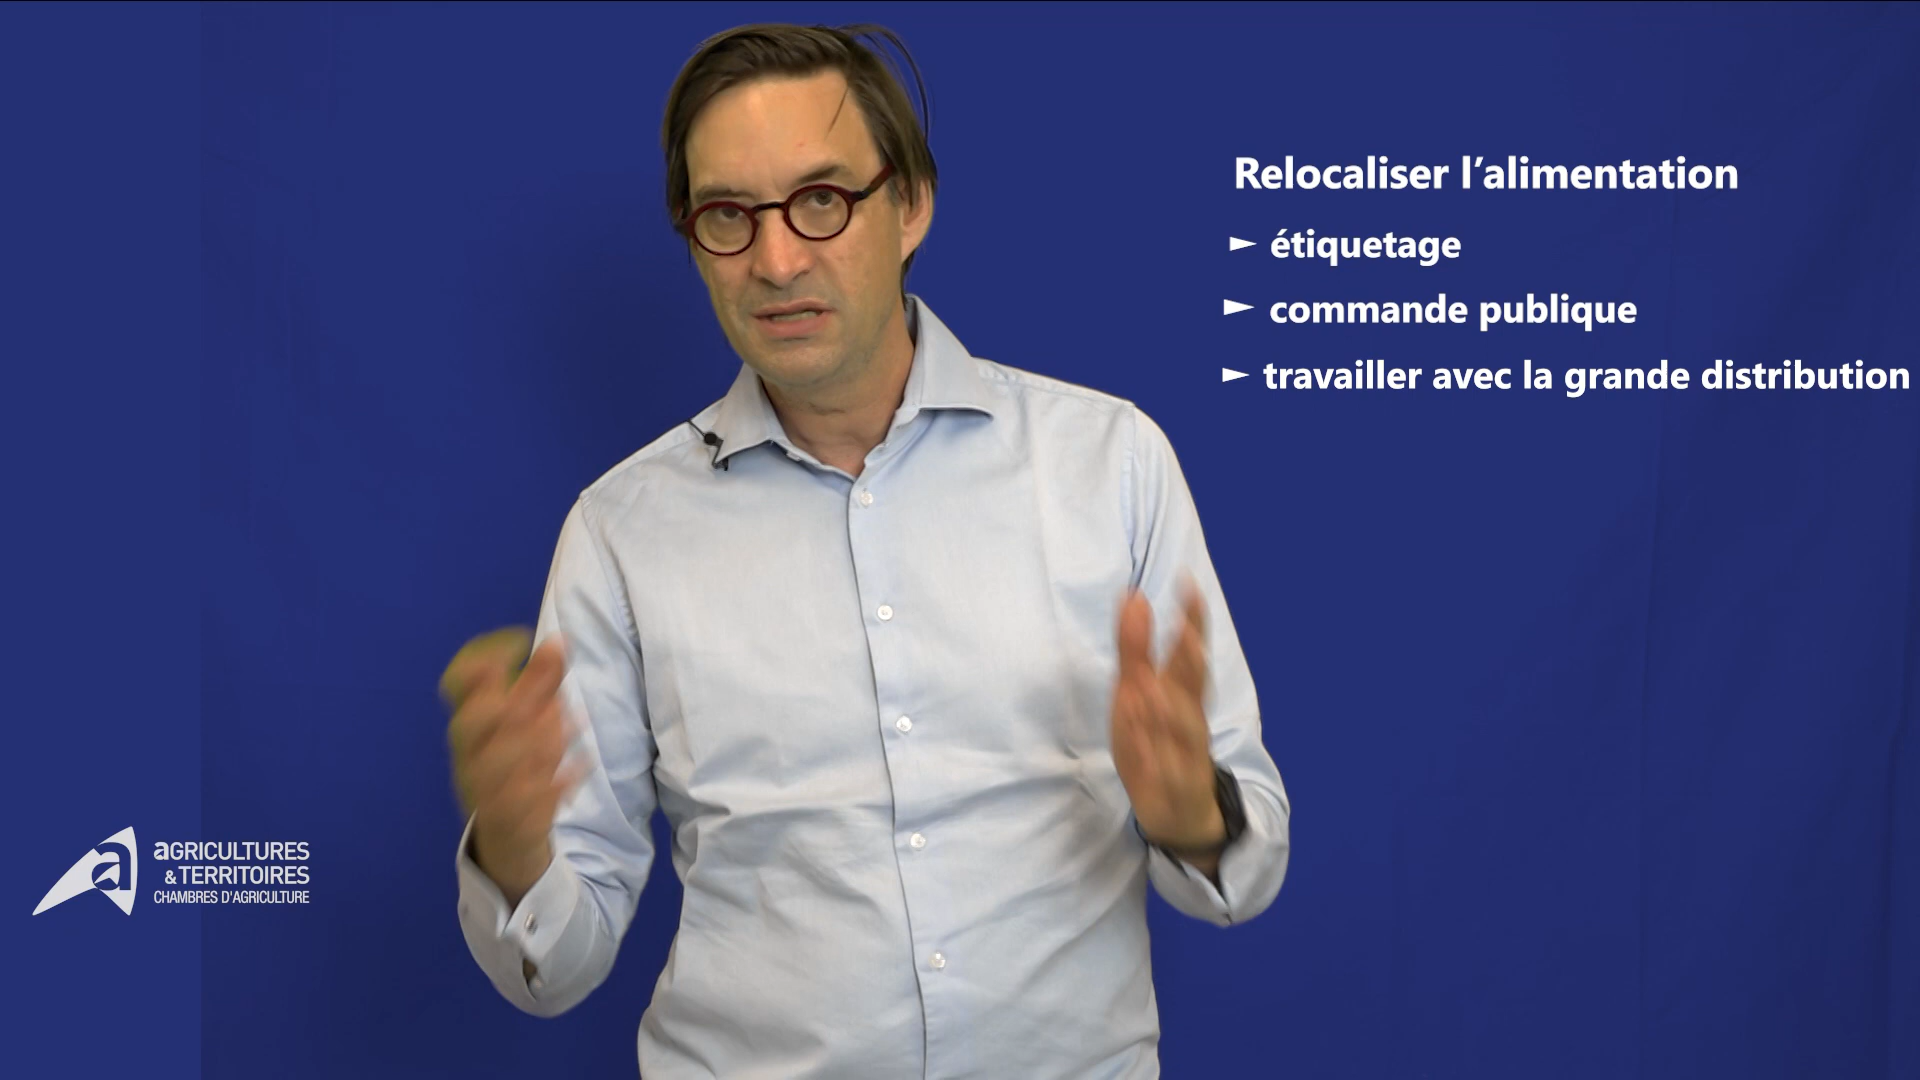 Relocaliser l’alimentation
► étiquetage
► commande publique
► travailler avec la grande distribution
aGRICULTURES
& TERRITOIRES
CHAMBRES D'AGRICULTURE